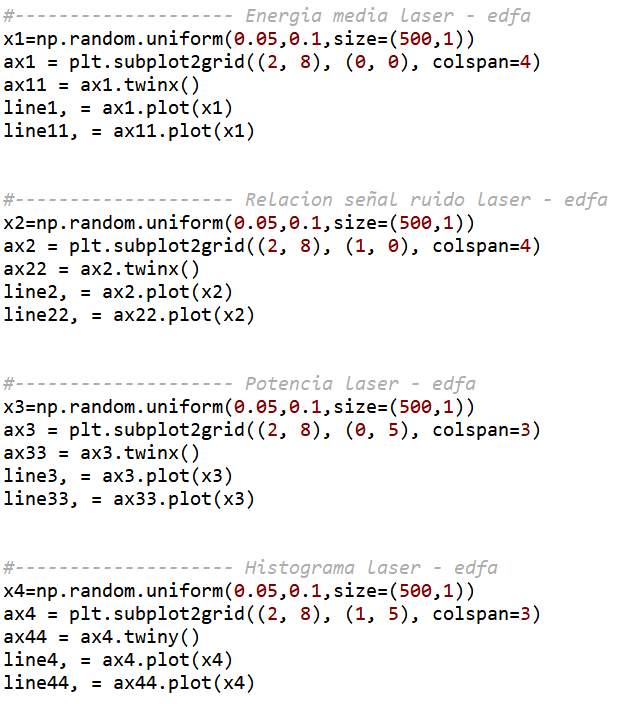 #-------------------- Energia media laser - edfa
x1=np.random.uniform(0.05,0.1,size=(500,1))
ax1 = plt.subplot2grid((2, 8), (0, 0), colspan=4)
ax11 = ax1.twinx()
line1, = ax1.plot(x1)
line11, = ax11.plot(x1)
#-------------------- Relacion señal ruido laser - edfa
x2=np.random.uniform(0.05,0.1,size=(500,1))
ax2 = plt.subplot2grid((2, 8), (1, 0), colspan=4)
ax22 = ax2.twinx()
line2, = ax2.plot(x2)
line22, = ax22.plot(x2)
#-------------------- Potencia laser - edfa
x3=np.random.uniform(0.05,0.1,size=(500,1))
ax3 = plt.subplot2grid((2, 8), (0, 5), colspan=3)
ax33 = ax3.twinx()
line3, = ax3.plot(x3)
line33, = ax33.plot(x3)
#-------------------- Histograma laser - edfa
x4=np.random.uniform(0.05,0.1,size=(500,1))
ax4 = plt.subplot2grid((2, 8), (1, 5), colspan=3)
ax44 = ax4.twiny()
line4, = ax4.plot(x4)
line44, = ax44.plot(x4)